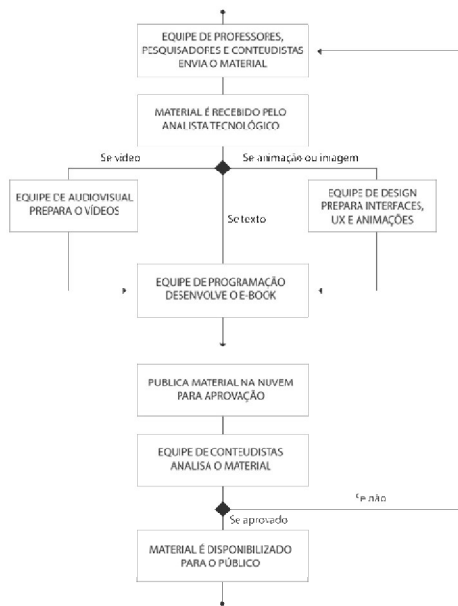 EQUIPE DE PROFESSORES,
PESQUISADORES E CONTEUDISTAS
ENVIA O MATERIAL
MATERIAL É RECEBIDO PELO
ANALISTA TECNOLÓGICO
Se vídeo
Se animação ou imagem
EQUIPE DE AUDIOVISUAL
PREPARA O VÍDEOS
EQUIPE DE DESIGN
PREPARA INTERFACES,
UX E ANIMAÇÕES
Se texto
EQUIPE DE PROGRAMAÇÃO
DESENVOLVE O E-BOOK
PUBLICA MATERIAL NA NUVEM
PARA APROVAÇÃO
EQUIPE DE CONTEUDISTAS
ANALISA O MATERIAL
Se não
Se aprovado
MATERIAL É DISPONIBILIZADO
PARA O PÚBLICO